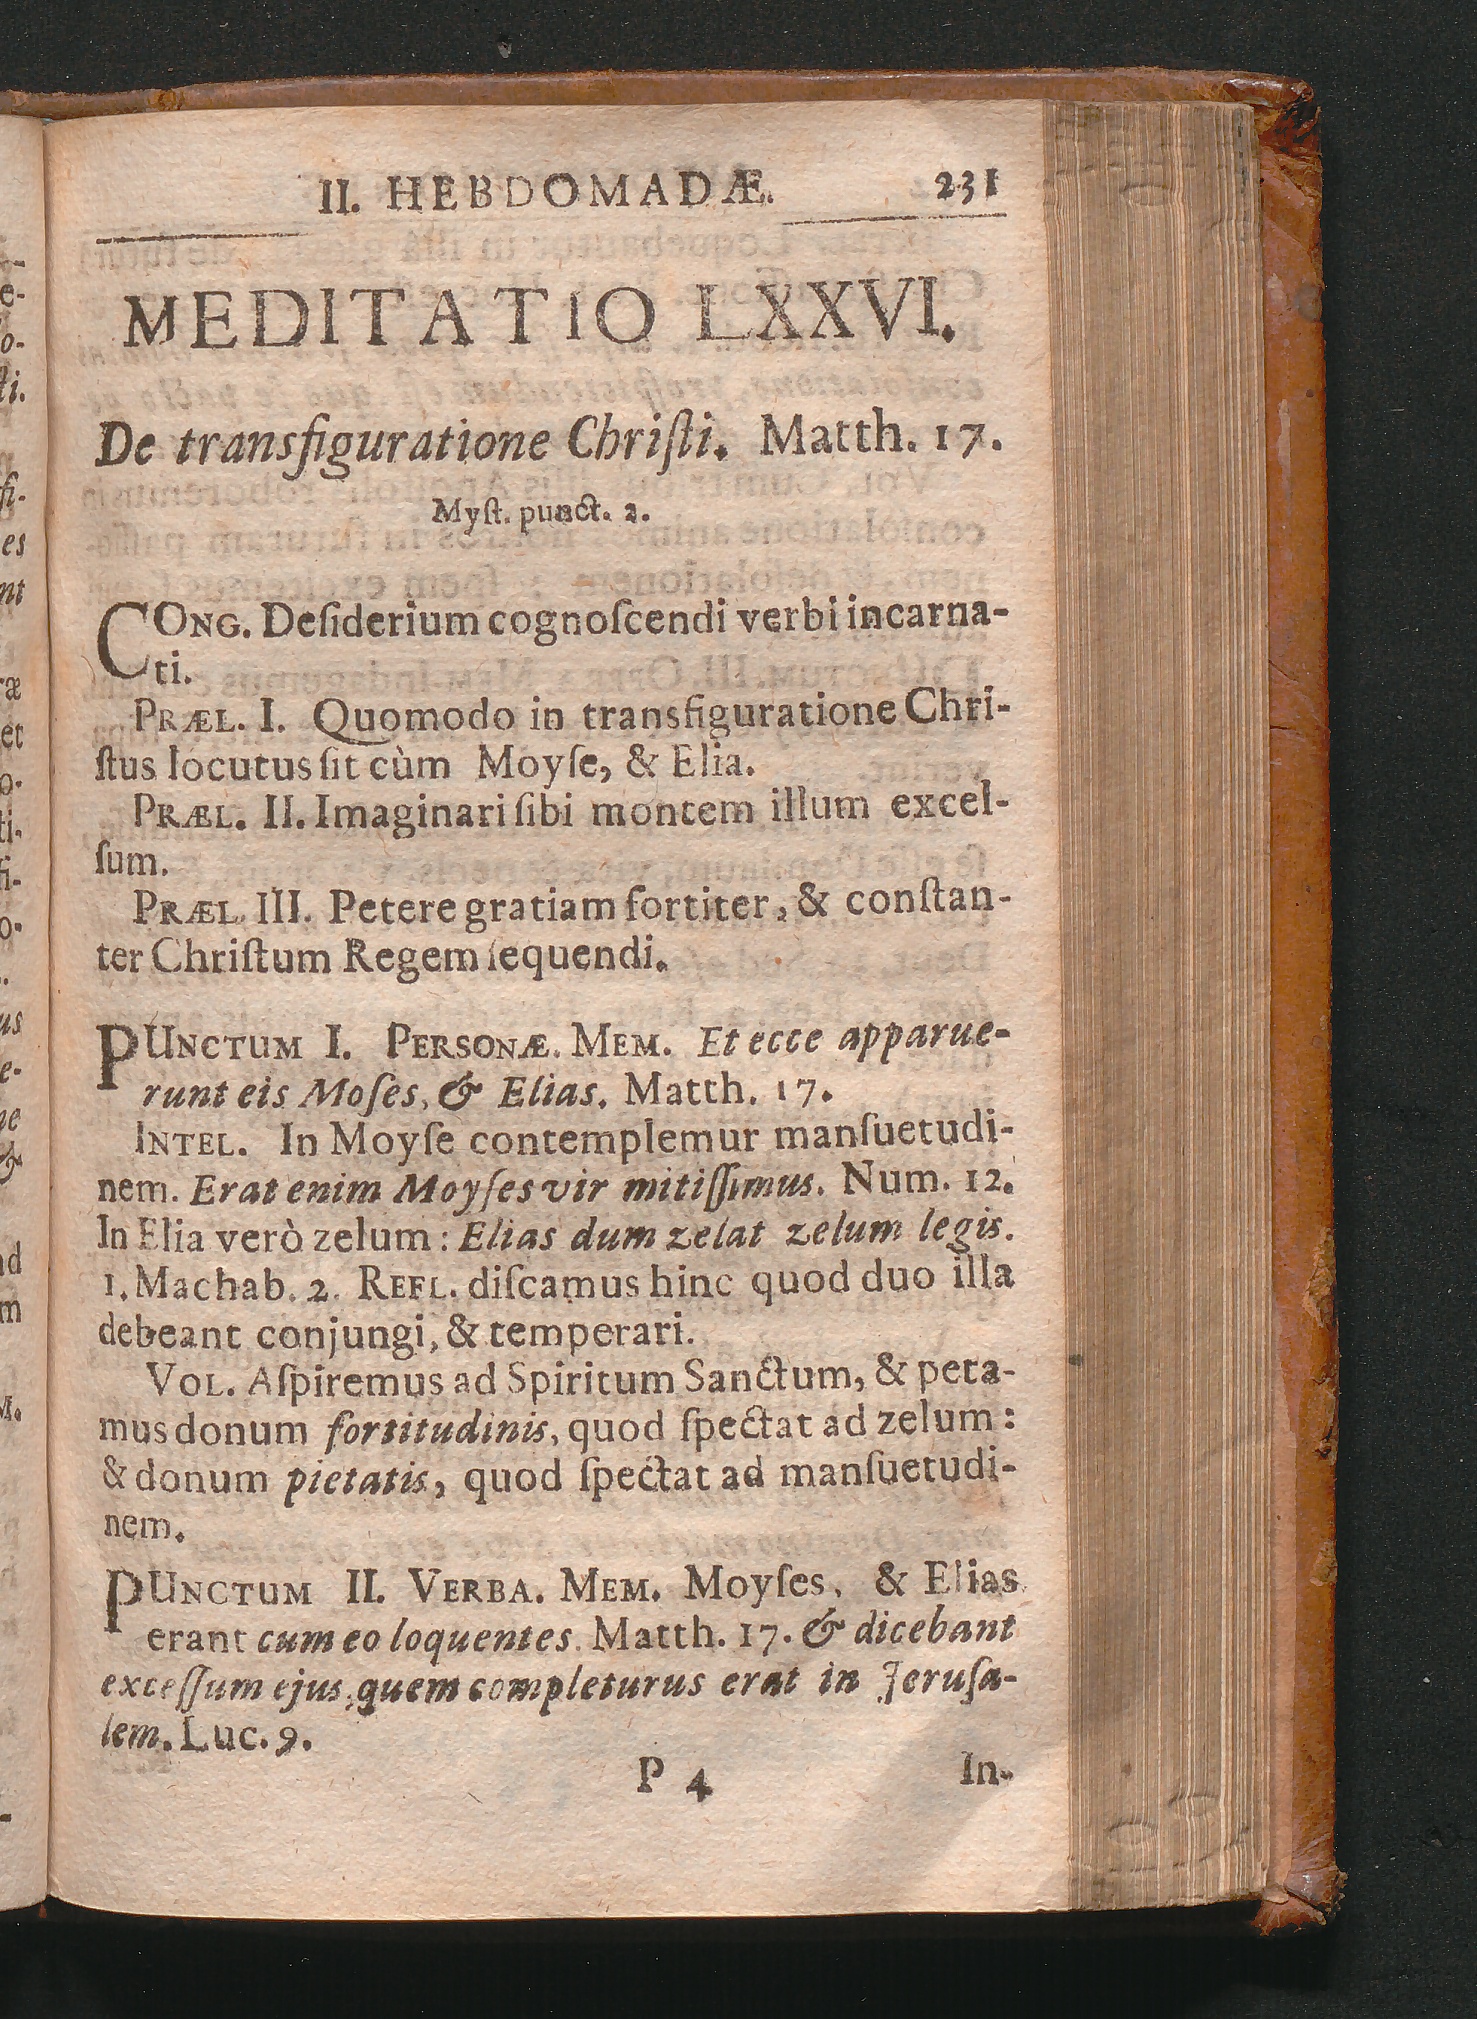 II. HEBDOMADÆ. 231
MEDITATIO LXXVI.
De transfiguratione Chriſti. Matth. 17.
Myſt. punct. 2.
CONG. Deſiderium cognoſcendi verbi incarna-
ti.
PRÆL. I. Quomodo in transfiguratione Chri-
ſtus locutus ſit cùm Moyſe, & Elia.
PRÆL. II. Imaginari ſibi montem illum excel-
ſum.
PRÆL. III. Petere gratiam fortiter, & conſtan-
ter Chriſtum Regem ſequendi.
PUNCTUM I. PERSONÆ. MEM. Et ecce apparue-
runt eis Moſes, & Elias. Matth. 17.
INTEL. In Moyſe contemplemur manſuetudi-
nem. Erat enim Moyſes vir mitiſſimus. Num. 12.
In Elia verò zelum: Elias dum zelat zelum legis.
1. Machab. 2. REFL. diſcamus hinc quod duo illa
debeant conjungi, & temperari.
VOL. Aſpiremus ad Spiritum Sanctum, & peta-
mus donum fortitudinis, quod ſpectat ad zelum:
& donum pietatis, quod ſpectat ad manſuetudi-
nem.
PUNCTUM II. VERBA. MEM. Moyſes, & Elias
erant cum eo loquentes. Matth. 17. & dicebant
exceſſum ejus, quem completurus erat in Jeruſa-
lem. Luc. 9.
P 4 In-